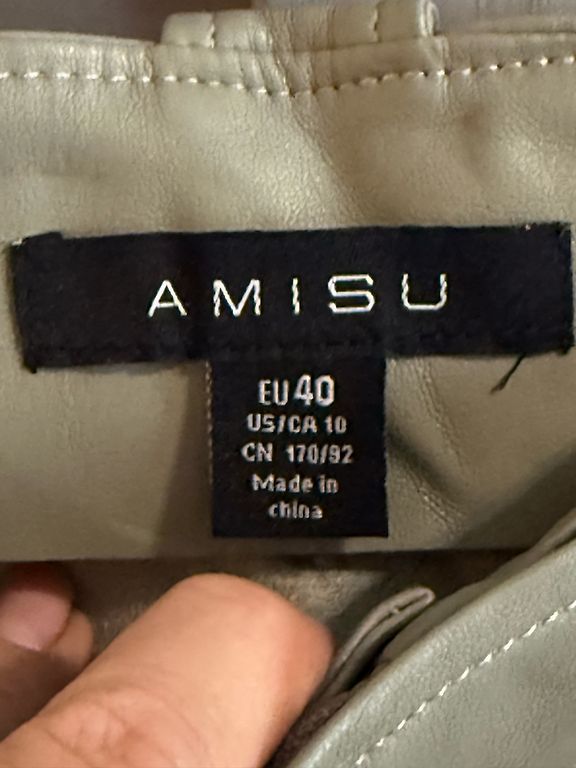 AMISU
EU 40
US/CA 10
CN 170/92
Made in
china